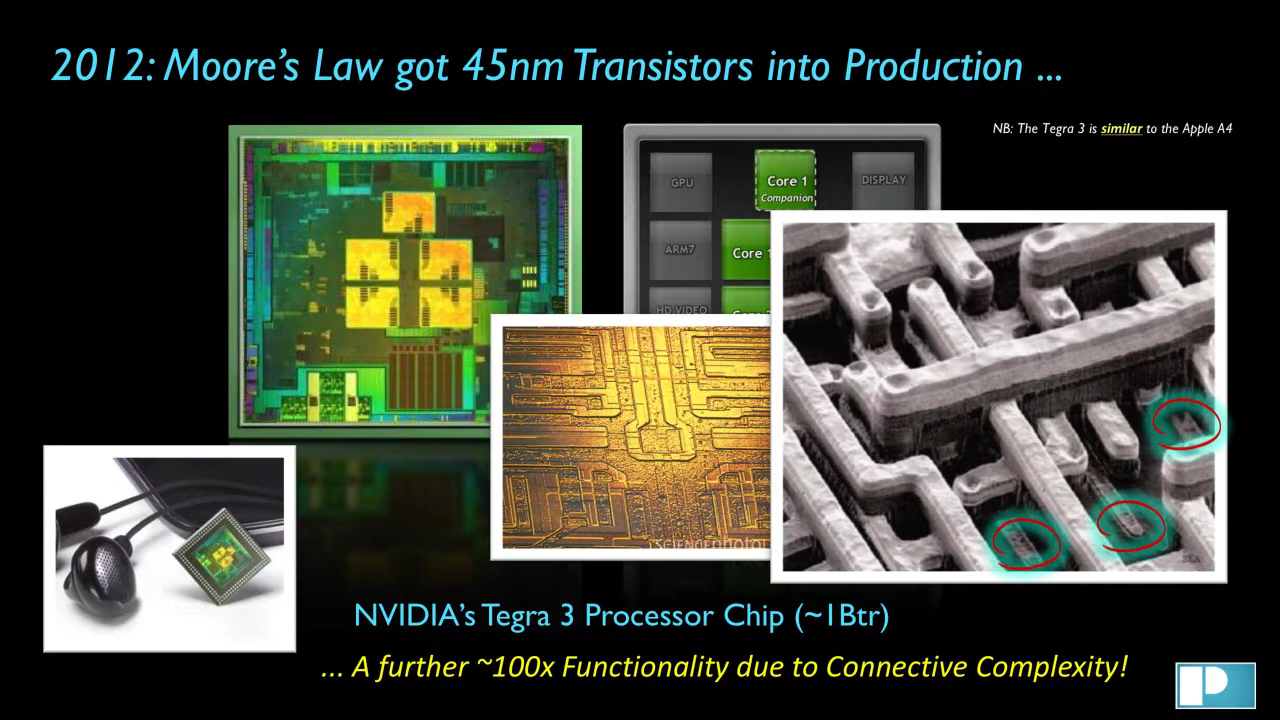 2012: Moore's Law got 45nm Transistors into Production ...
NB: The Tegra 3 is similar to the Apple A4
GPU
Core 1
Companion
DISPLAY
ARM7
Core
HD VIDEO
NVIDIA's Tegra 3 Processor Chip (~1Btr)
... A further ~100x Functionality due to Connective Complexity!
P